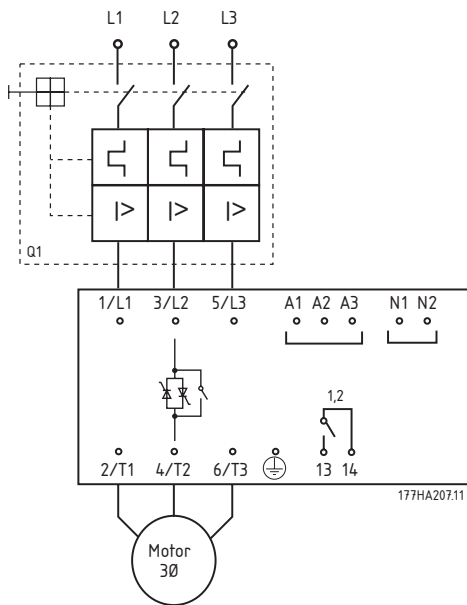 L1 L2 L3
Q1
1/L1 3/L2 5/L3 A1 A2 A3 N1 N2
1,2
2/T1 4/T2 6/T3 13 14
177HA207.11
Motor
3Ø